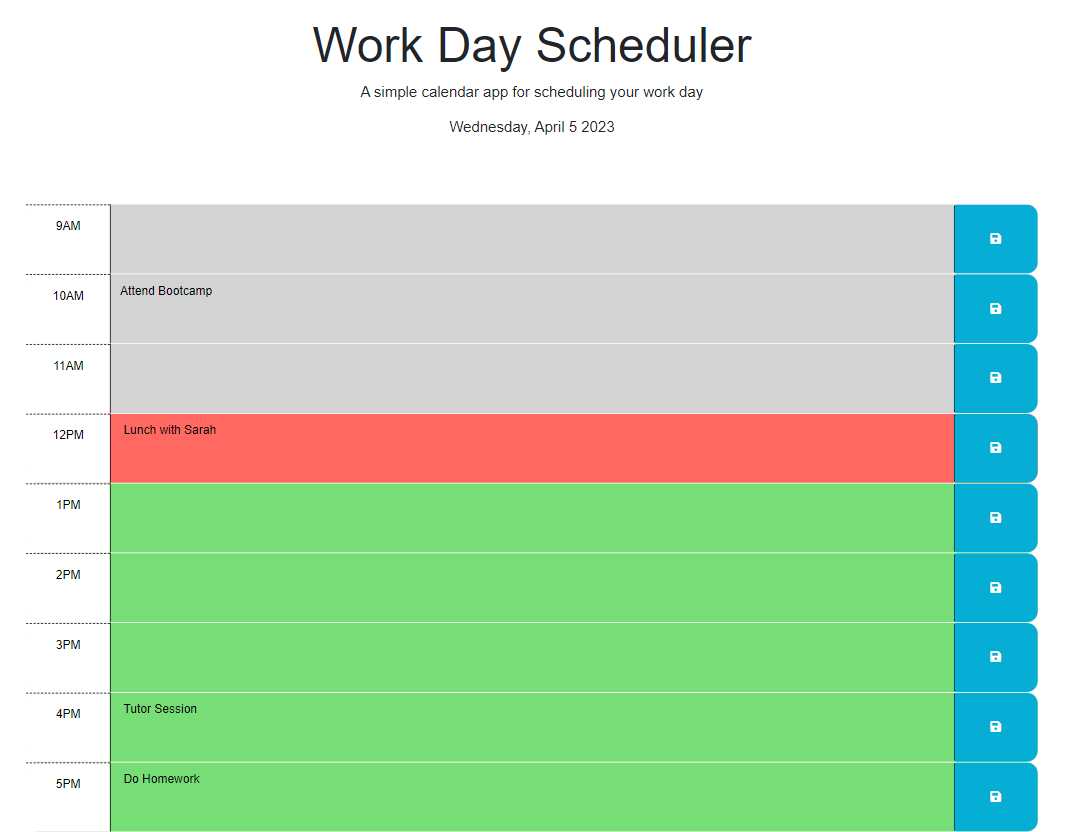 Work Day Scheduler
A simple calendar app for scheduling your work day
Wednesday, April 5 2023
9AM
10AM
Attend Bootcamp
11AM
12PM
Lunch with Sarah
1PM
2PM
3PM
4PM
Tutor Session
5PM
Do Homework